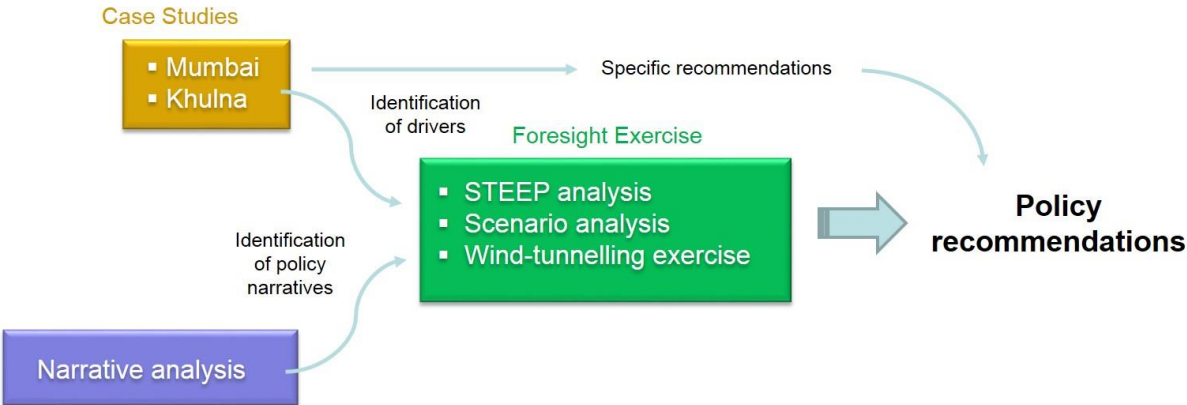 Case Studies
▪ Mumbai
▪ Khulna
Specific recommendations
Identification
of drivers
Foresight Exercise
▪ STEEP analysis
▪ Scenario analysis
▪ Wind-tunnelling exercise
Policy
recommendations
Identification
of policy
narratives
Narrative analysis